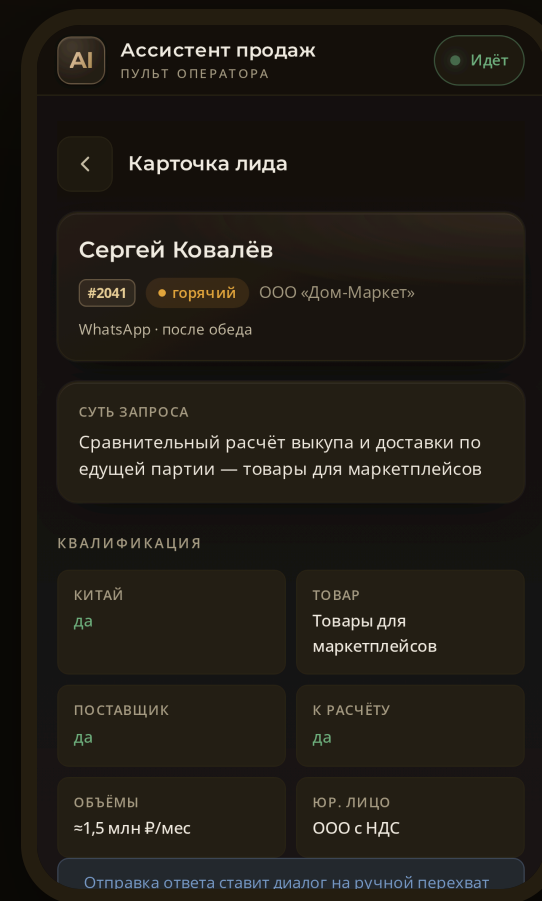 AI
Ассистент продаж
ПУЛЬТ ОПЕРАТОРА
Идёт
Карточка лида
Сергей Ковалёв
#2041 горячий ООО «Дом-Маркет»
WhatsApp · после обеда
СУТЬ ЗАПРОСА
Сравнительный расчёт выкупа и доставки по
едущей партии — товары для маркетплейсов
КВАЛИФИКАЦИЯ
КИТАЙ
да
ТОВАР
Товары для
маркетплейсов
ПОСТАВЩИК
да
К РАСЧЁТУ
да
ОБЪЁМЫ
≈1,5 млн ₽/мес
ЮР. ЛИЦО
ООО с НДС
Отправка ответа ставит диалог на ручной перехват